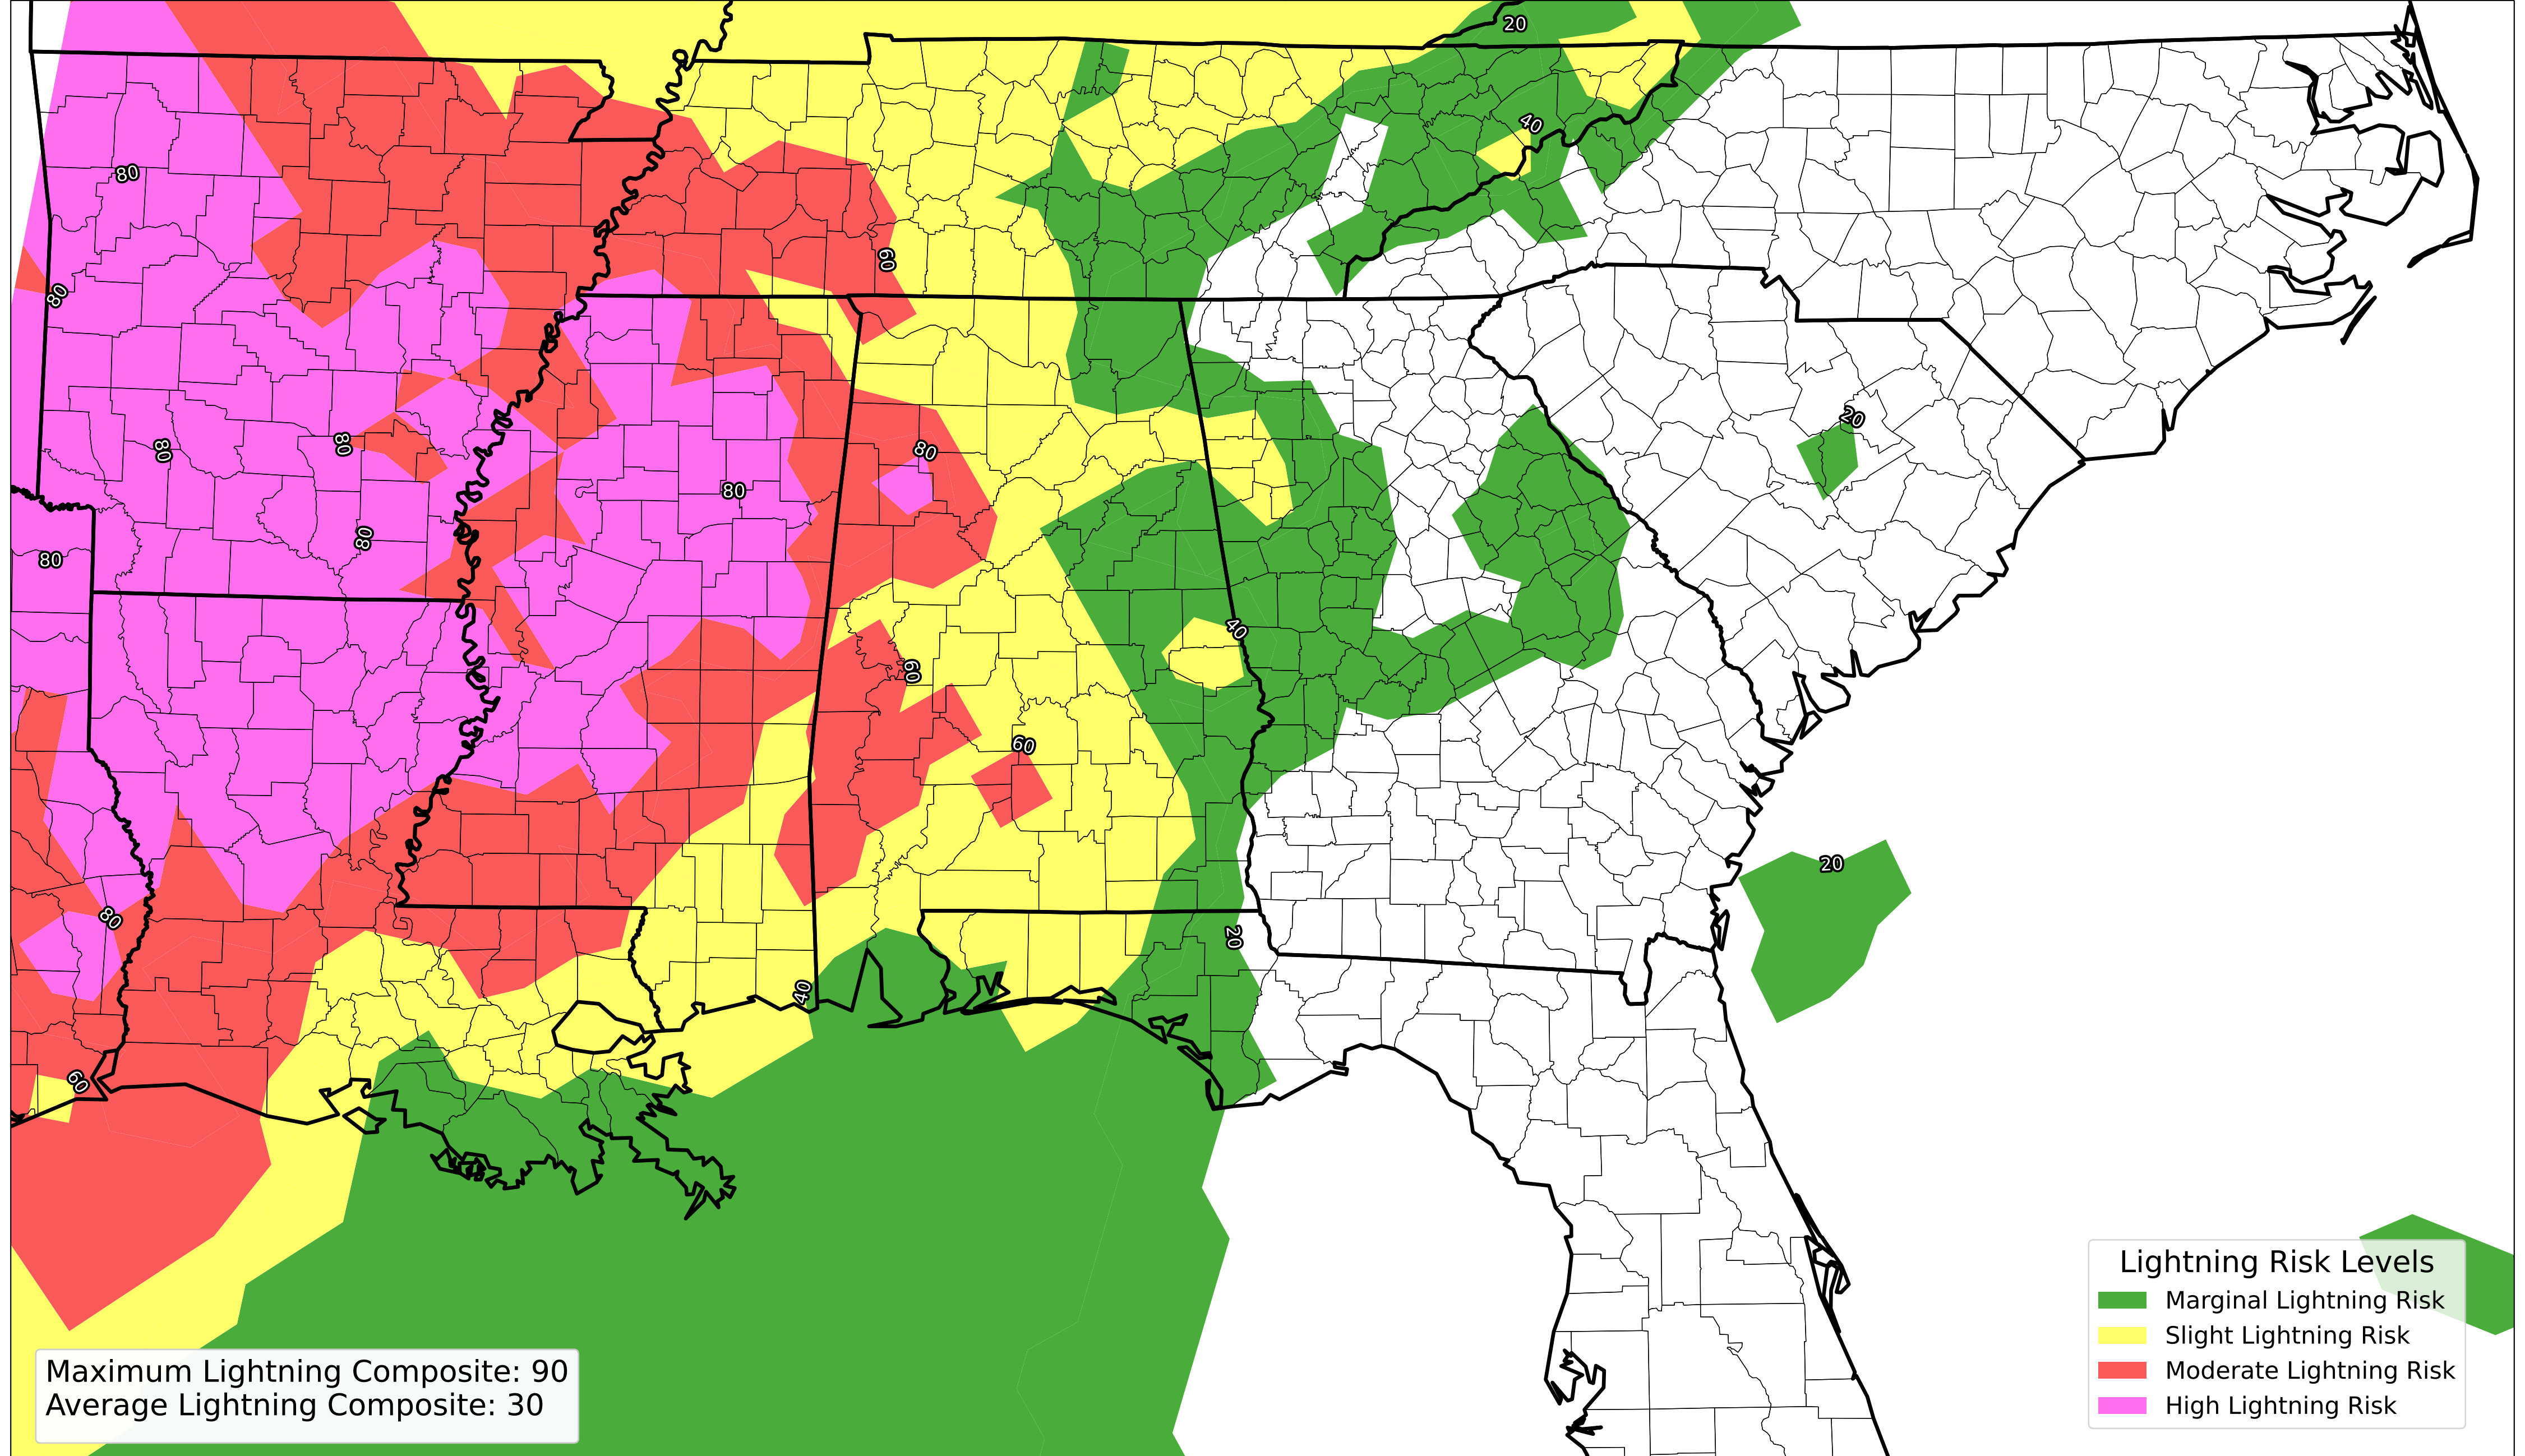 20
40
80
60
80
20
80
80
80
80
80
80
40
60
60
20
80
20
40
60
Lightning Risk Levels
Marginal Lightning Risk
Slight Lightning Risk
Moderate Lightning Risk
High Lightning Risk
Maximum Lightning Composite: 90
Average Lightning Composite: 30